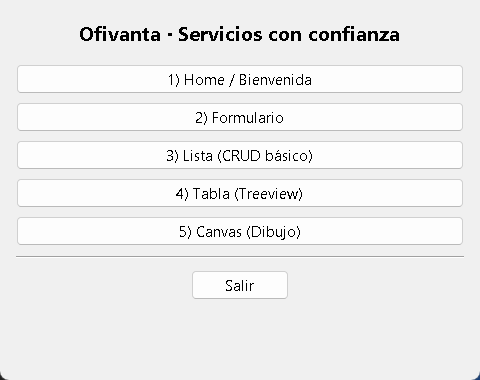 Ofivanta - Servicios con confianza
1) Home / Bienvenida
2) Formulario
3) Lista (CRUD básico)
4) Tabla (Treeview)
5) Canvas (Dibujo)
Salir